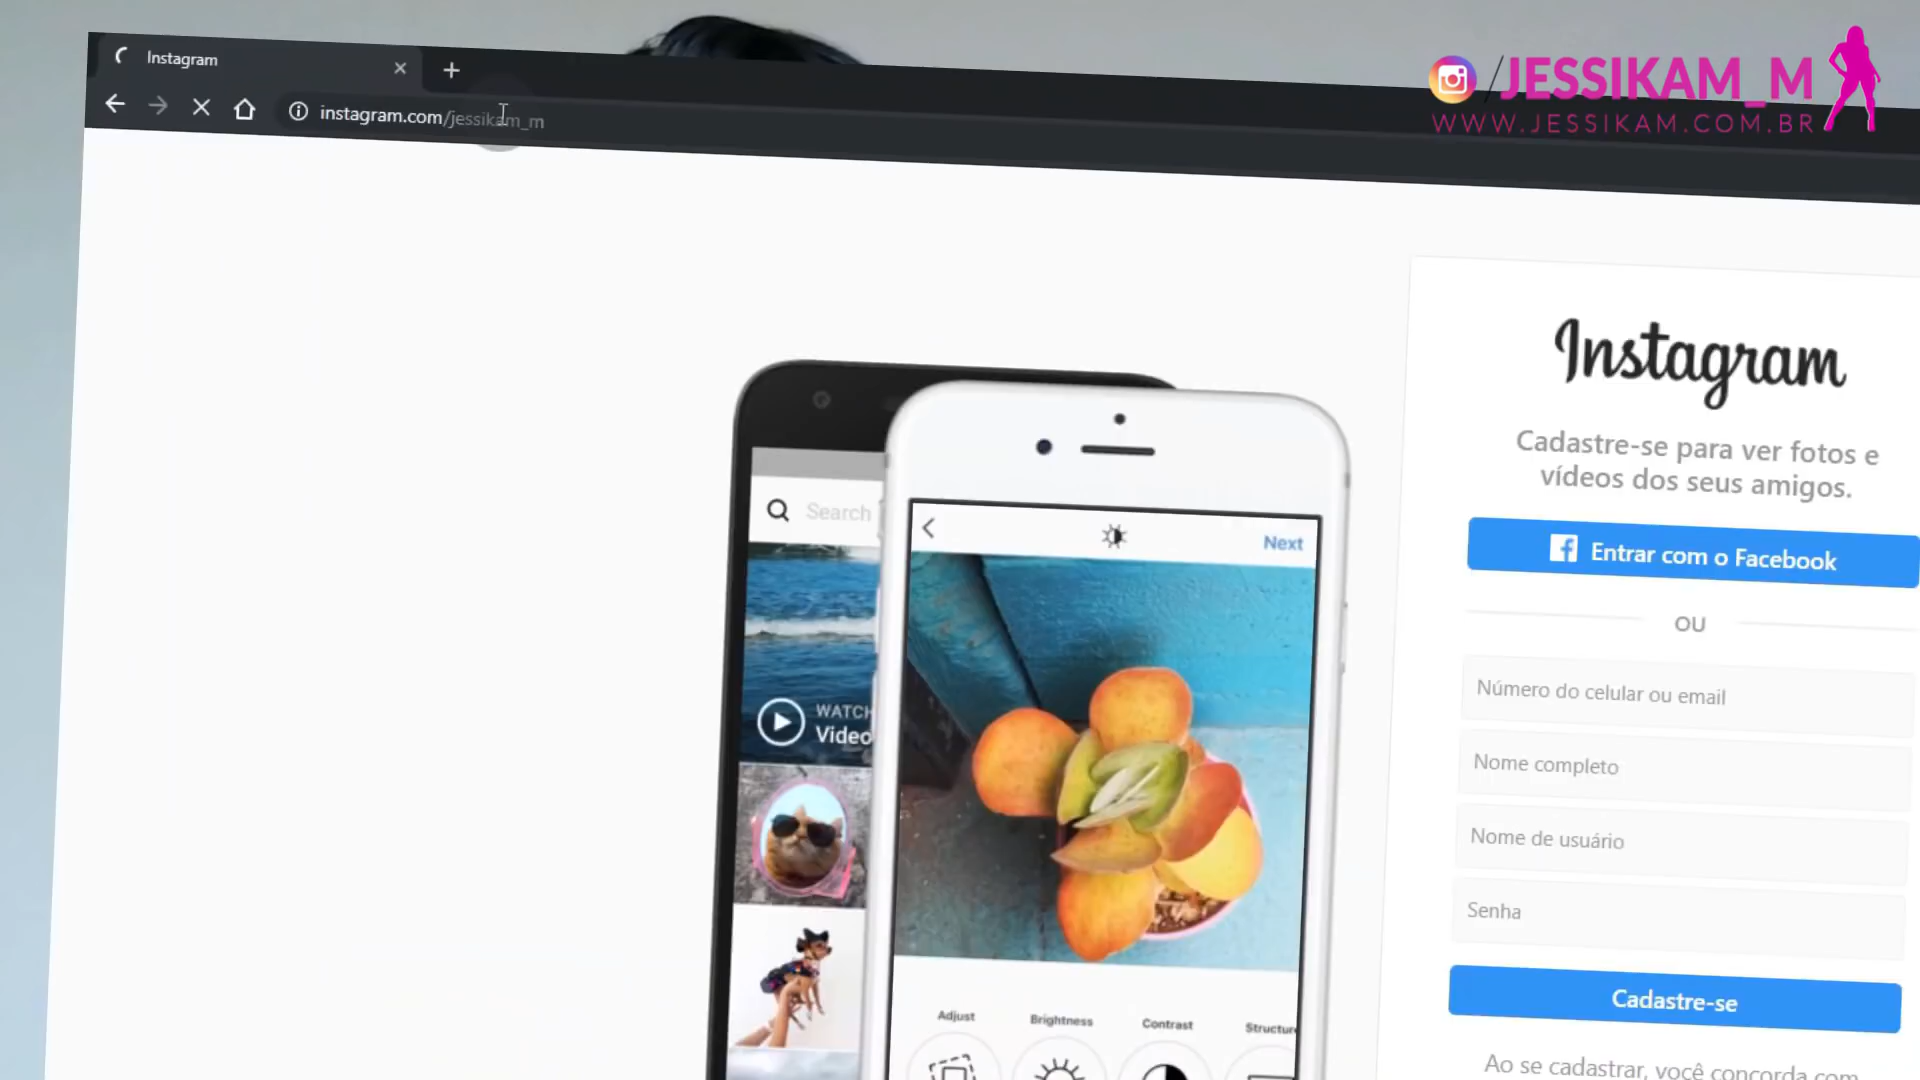 Instagram
instagram.com/jessikam_m
/JESSIKAM_M
WWW.JESSIKAM.COM.BR
Instagram
Cadastre-se para ver fotos e
vídeos dos seus amigos.
Entrar com o Facebook
OU
Número do celular ou email
Nome completo
Nome de usuário
Senha
Cadastre-se
Ao se cadastrar, você concorda com
Search
Next
WATCH
Video
Adjust
Brightness
Contrast
Structure